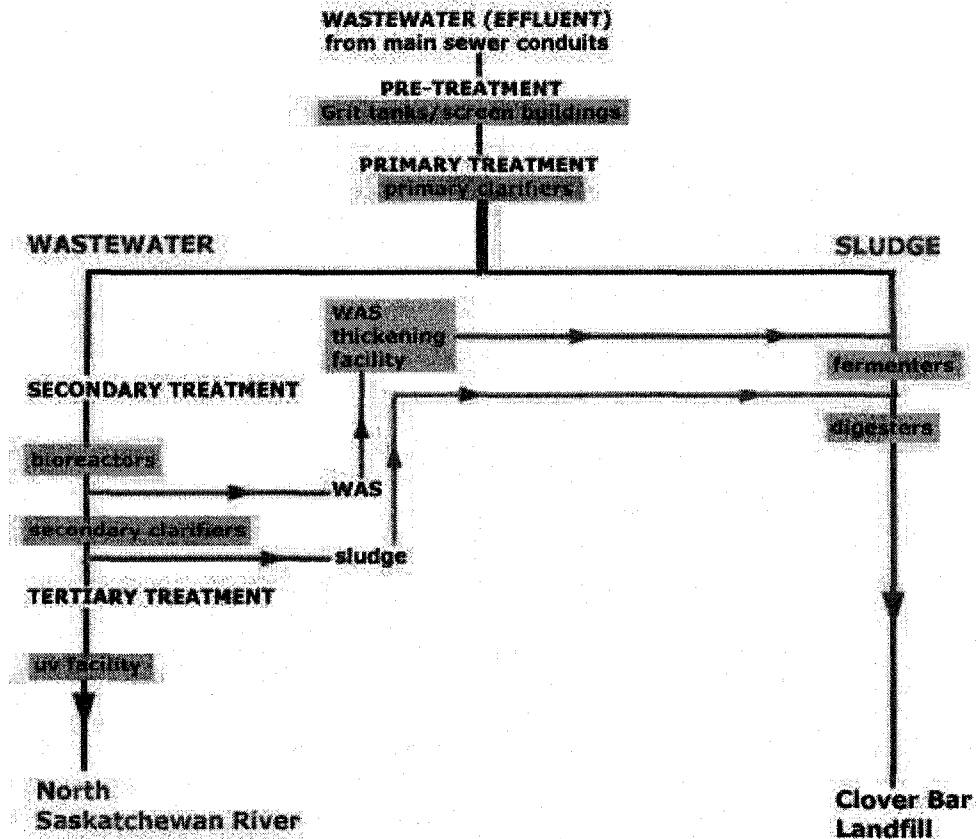 WASTEWATER (EFFLUENT)
from main sewer conduits
PRE-TREATMENT
Grit tanks/screen buildings
PRIMARY TREATMENT
primary clarifiers
WASTEWATER
SLUDGE
WAS
thickening
facility
fermenters
SECONDARY TREATMENT
digesters
bioreactors
WAS
secondary clarifiers
sludge
TERTIARY TREATMENT
uv facility
North
Saskatchewan River
Clover Bar
Landfill